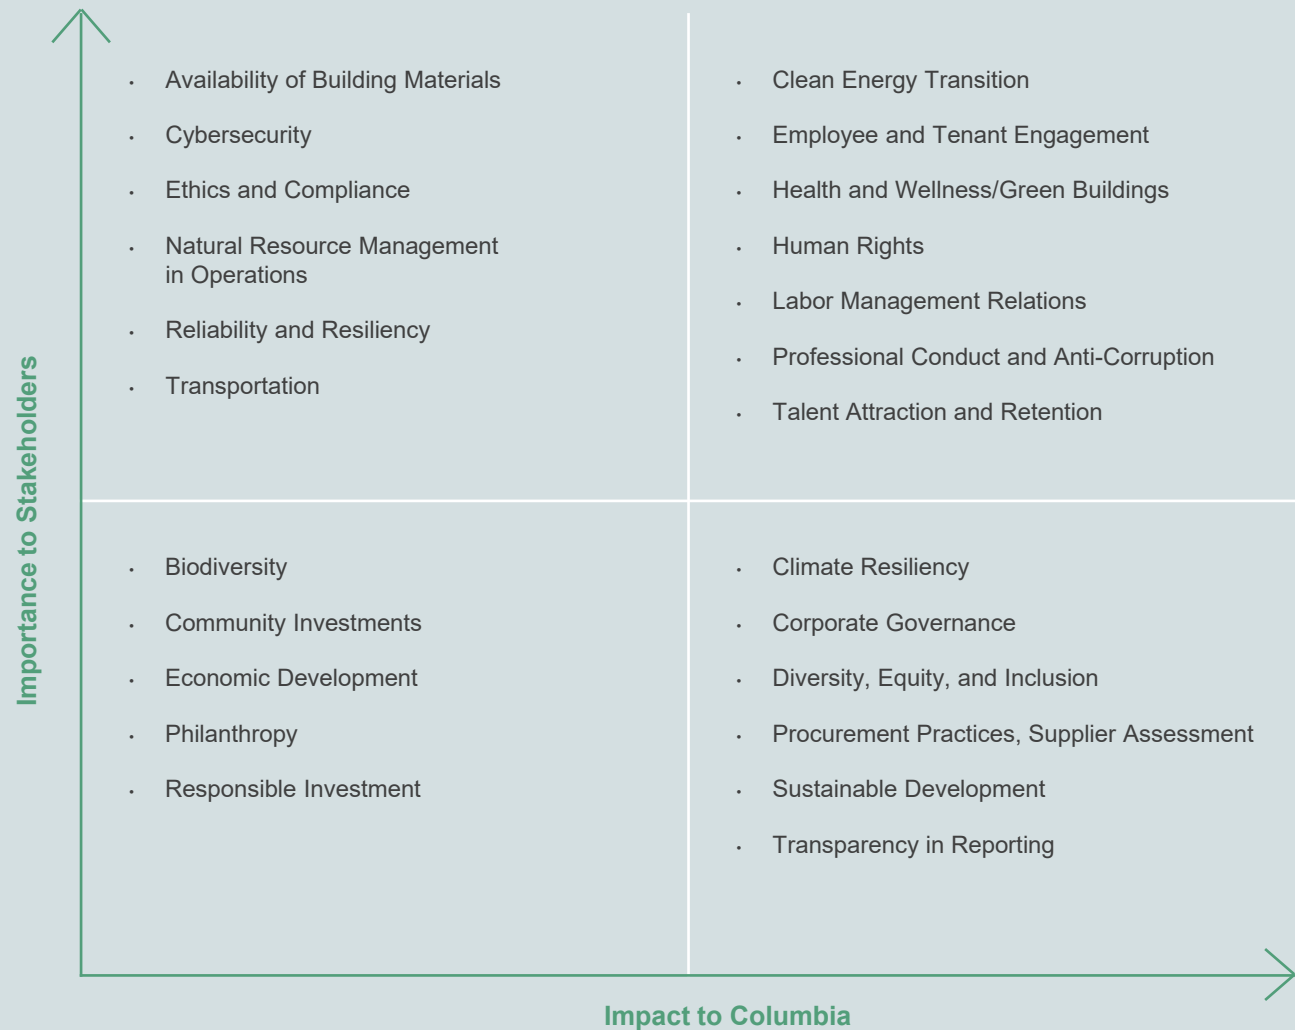 Importance to Stakeholders
• Availability of Building Materials
• Cybersecurity
• Ethics and Compliance
• Natural Resource Management
in Operations
• Reliability and Resiliency
• Transportation
• Clean Energy Transition
• Employee and Tenant Engagement
• Health and Wellness/Green Buildings
• Human Rights
• Labor Management Relations
• Professional Conduct and Anti-Corruption
• Talent Attraction and Retention
• Biodiversity
• Community Investments
• Economic Development
• Philanthropy
• Responsible Investment
• Climate Resiliency
• Corporate Governance
• Diversity, Equity, and Inclusion
• Procurement Practices, Supplier Assessment
• Sustainable Development
• Transparency in Reporting
Impact to Columbia